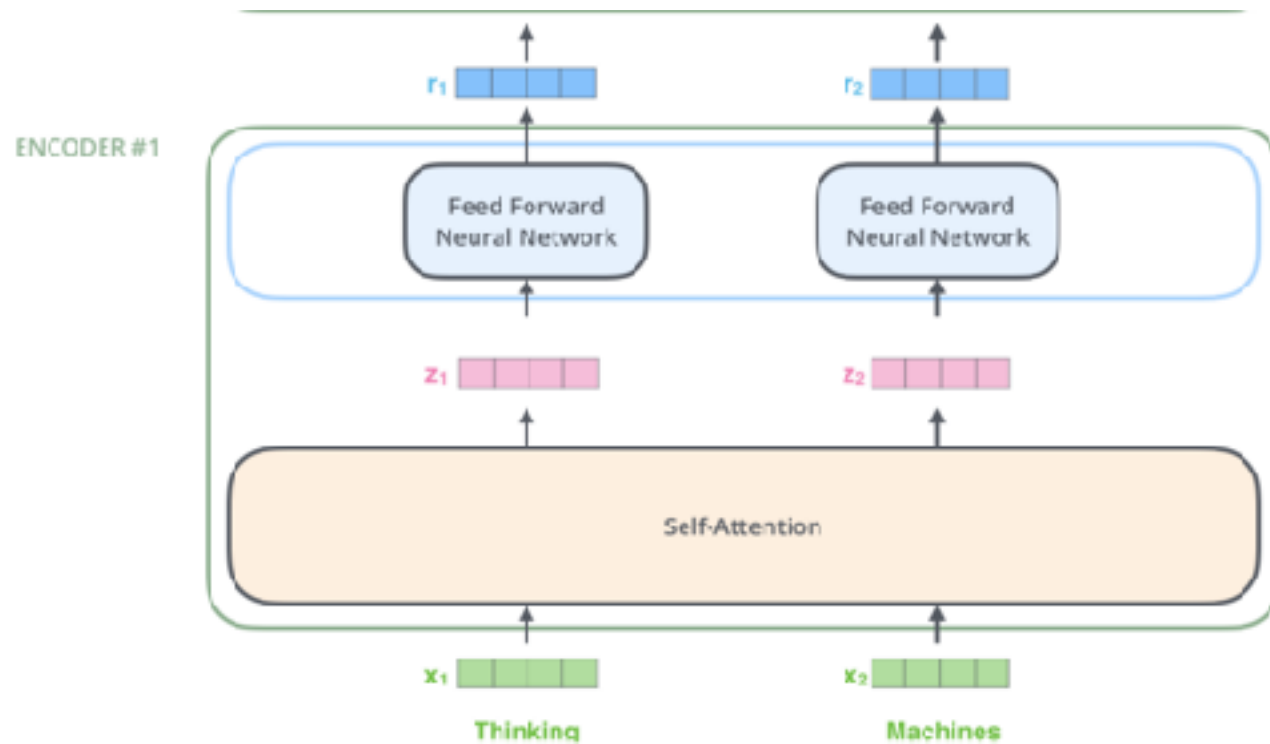 r₁
r₂
ENCODER #1
Feed Forward
Neural Network
Feed Forward
Neural Network
z₁
z₂
Self-Attention
x₁
x₂
Thinking
Machines